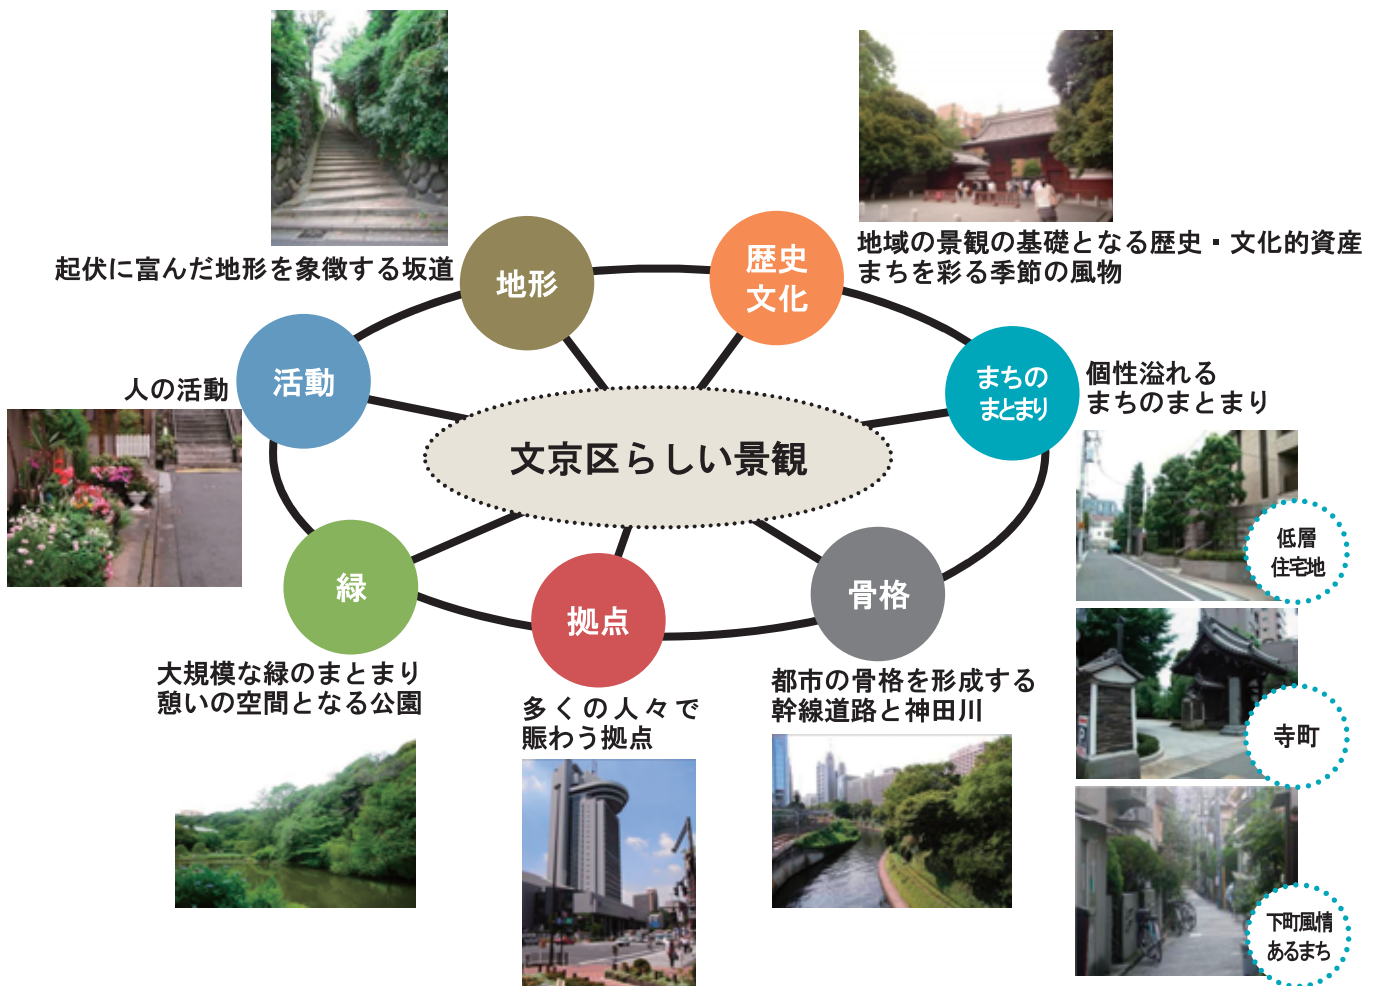 起伏に富んだ地形を象徴する坂道
地形
歴史
文化
地域の景観の基礎となる歴史・文化的資産
まちを彩る季節の風物
人の活動
活動
まちの
まとまり
個性溢れる
まちのまとまり
文京区らしい景観
低層
住宅地
寺町
下町風情
あるまち
緑
大規模な緑のまとまり
憩いの空間となる公園
拠点
多くの人々で
賑わう拠点
骨格
都市の骨格を形成する
幹線道路と神田川